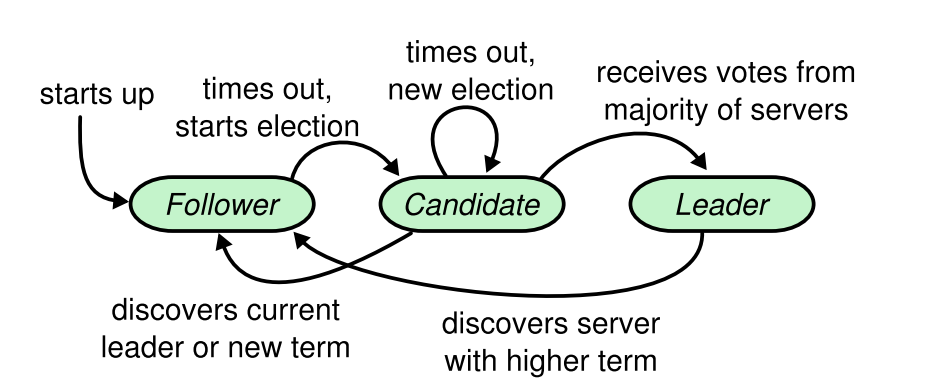 starts up
times out,
starts election
times out,
new election
receives votes from
majority of servers
Follower
Candidate
Leader
discovers current
leader or new term
discovers server
with higher term